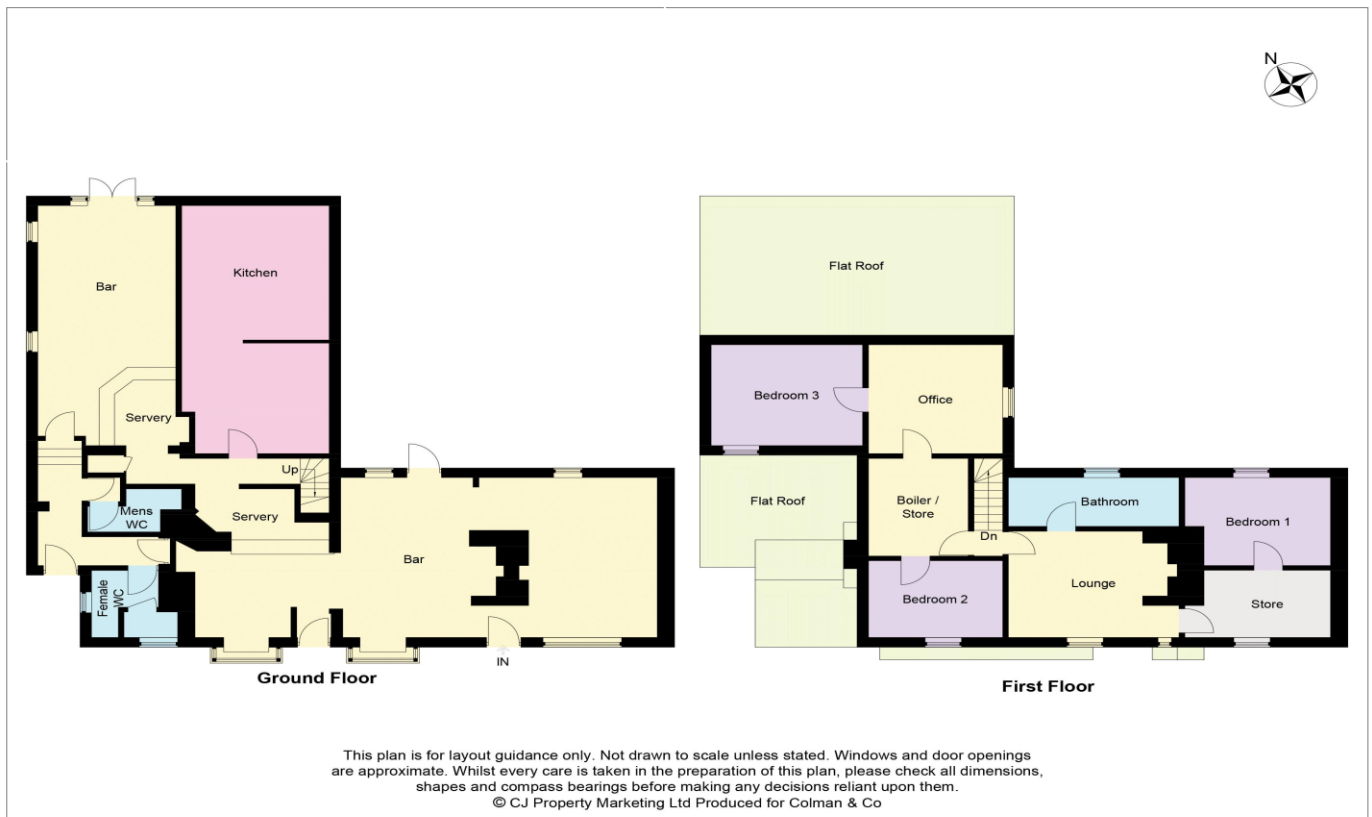 N
Bar
Kitchen
Servery
Up
Mens
WC
Servery
Bar
Female
WC
IN
Ground Floor
Flat Roof
Bedroom 3
Office
Flat Roof
Boiler /
Store
Bathroom
Bedroom 1
Dn
Lounge
Bedroom 2
Store
First Floor
This plan is for layout guidance only. Not drawn to scale unless stated. Windows and door openings
are approximate. Whilst every care is taken in the preparation of this plan, please check all dimensions,
shapes and compass bearings before making any decisions reliant upon them.
© CJ Property Marketing Ltd Produced for Colman & Co